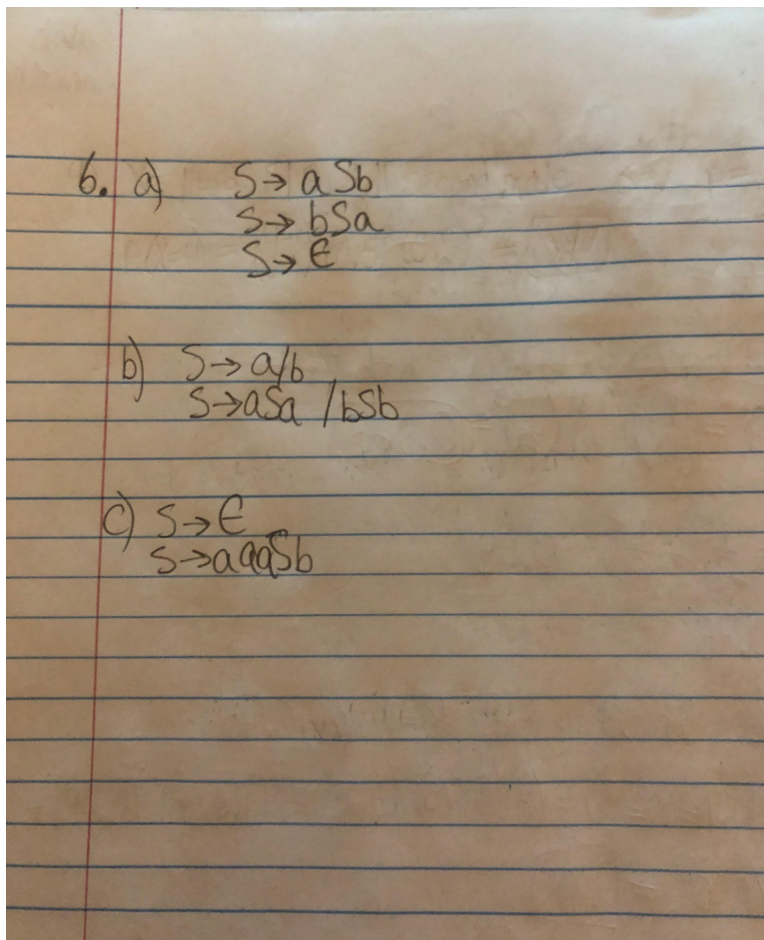 6. a) S → aSb
S → bSa
S → ϵ
b) S → a/b
S → aSa /bSb
c) S → ϵ
S → aaaSb